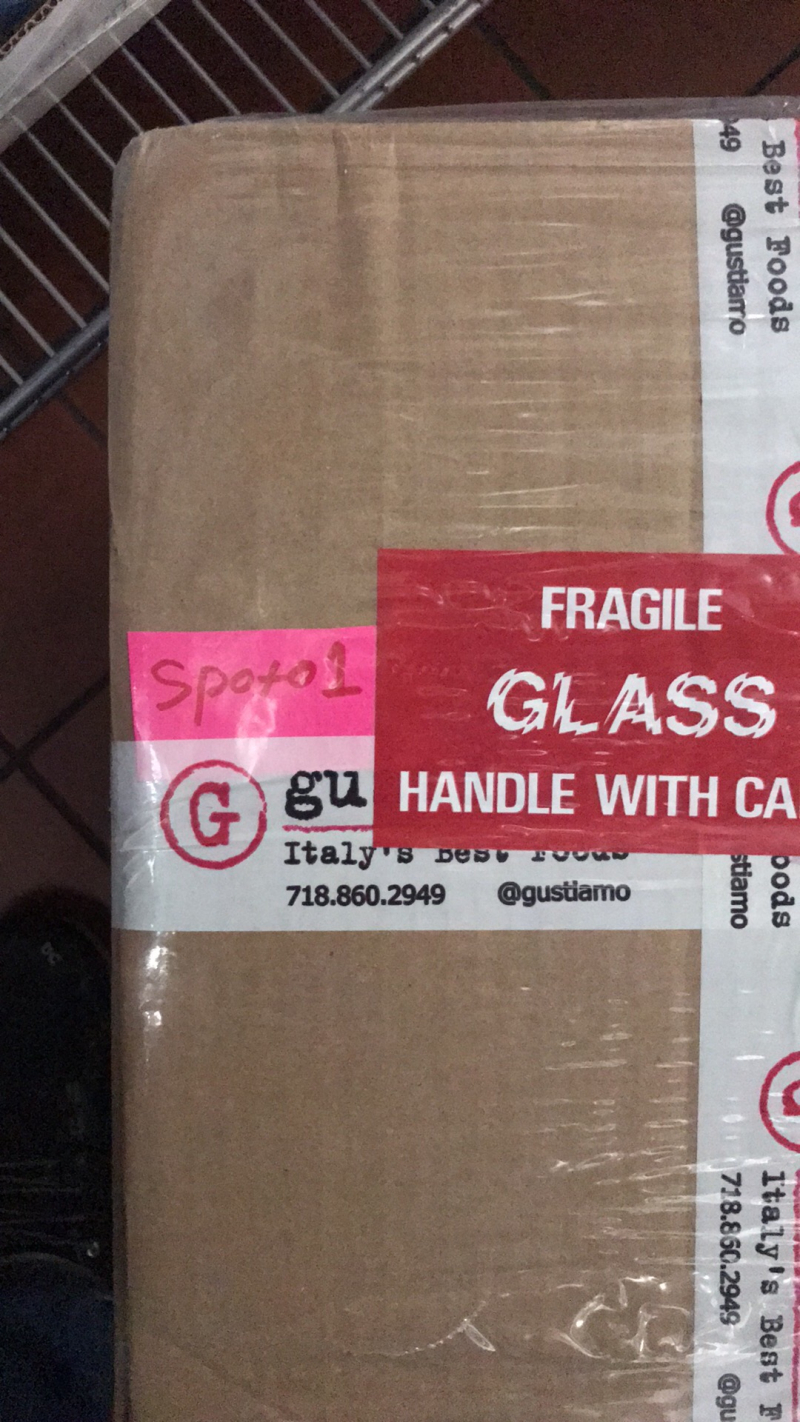 49 @gustiamo
Best Foods
FRAGILE
GLASS
HANDLE WITH CA
Spoto1
G gu
Italy's Best Foods
718.860.2949 @gustiamo
stiamo
oods
G
718.860.2949 @gu
Italy's Best F